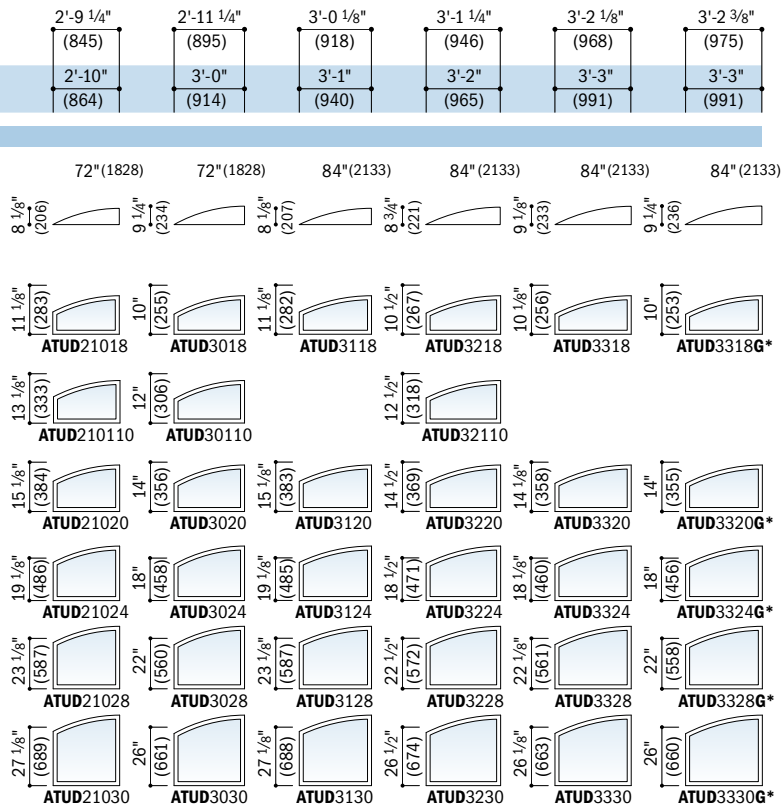 2'-9 1/4" 2'-11 1/4" 3'-0 1/8" 3'-1 1/4" 3'-2 1/8" 3'-2 3/8"
(845) (895) (918) (946) (968) (975)
2'-10" 3'-0" 3'-1" 3'-2" 3'-3" 3'-3"
(864) (914) (940) (965) (991) (991)
72"(1828) 72"(1828) 84"(2133) 84"(2133) 84"(2133) 84"(2133)
8 1/8" 9 1/4" 8 1/8" 8 3/4" 9 1/8" 9 1/4"
(206) (234) (207) (221) (233) (236)
11 1/8" 10" 11 1/8" 10 1/2" 10 1/8" 10"
(283) (255) (282) (267) (256) (253)
ATUD21018 ATUD3018 ATUD3118 ATUD3218 ATUD3318 ATUD3318G*
13 1/8" 12" 12 1/2"
(333) (306) (318)
ATUD210110 ATUD30110 ATUD32110
15 1/8" 14" 15 1/8" 14 1/2" 14 1/8" 14"
(384) (356) (383) (369) (358) (355)
ATUD21020 ATUD3020 ATUD3120 ATUD3220 ATUD3320 ATUD3320G*
19 1/8" 18" 19 1/8" 18 1/2" 18 1/8" 18"
(486) (458) (485) (471) (460) (456)
ATUD21024 ATUD3024 ATUD3124 ATUD3224 ATUD3324 ATUD3324G*
23 1/8" 22" 23 1/8" 22 1/2" 22 1/8" 22"
(587) (560) (587) (572) (561) (558)
ATUD21028 ATUD3028 ATUD3128 ATUD3228 ATUD3328 ATUD3328G*
27 1/8" 26" 27 1/8" 26 1/2" 26 1/8" 26"
(689) (661) (688) (674) (663) (660)
ATUD21030 ATUD3030 ATUD3130 ATUD3230 ATUD3330 ATUD3330G*